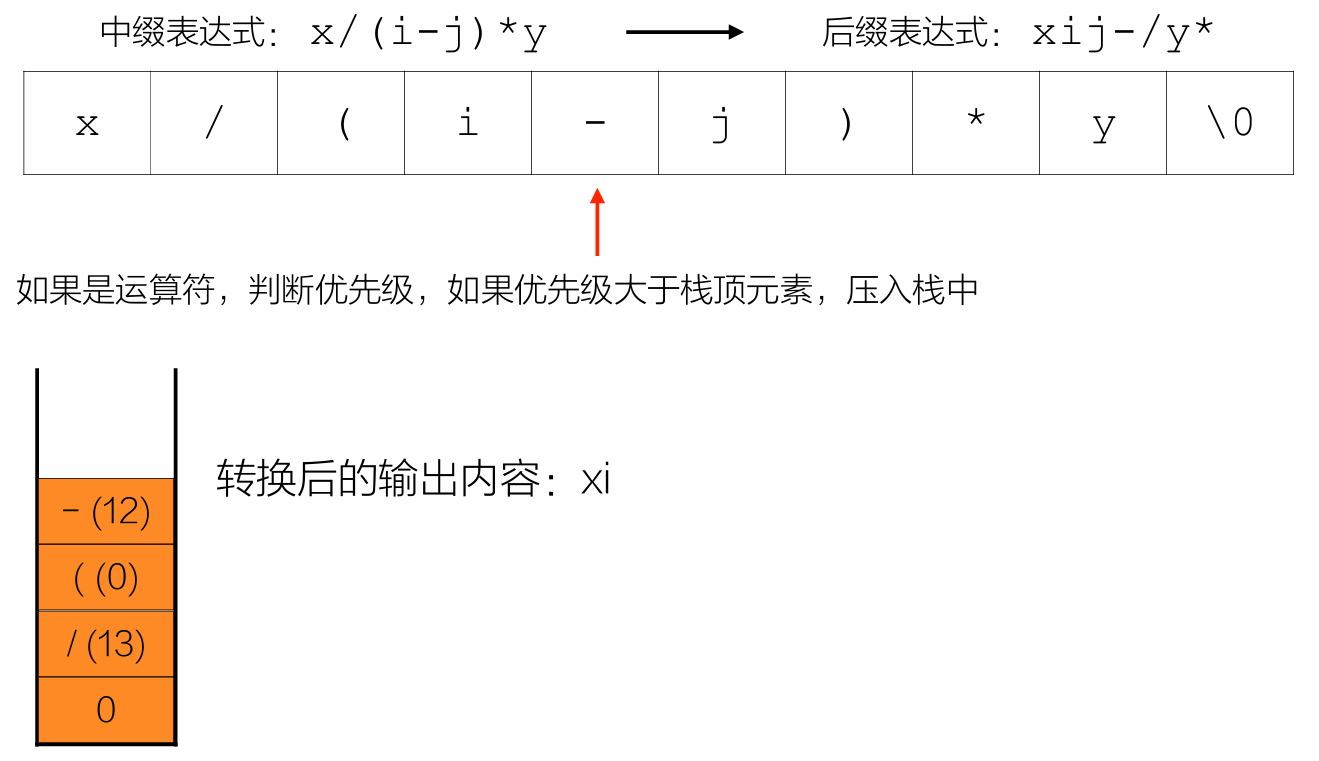 中缀表达式： x/(i-j)*y 后缀表达式： xij-/y*
x / ( i - j ) * y \0
如果是运算符，判断优先级，如果优先级大于栈顶元素，压入栈中
转换后的输出内容：xi
- (12)
( (0)
/ (13)
0